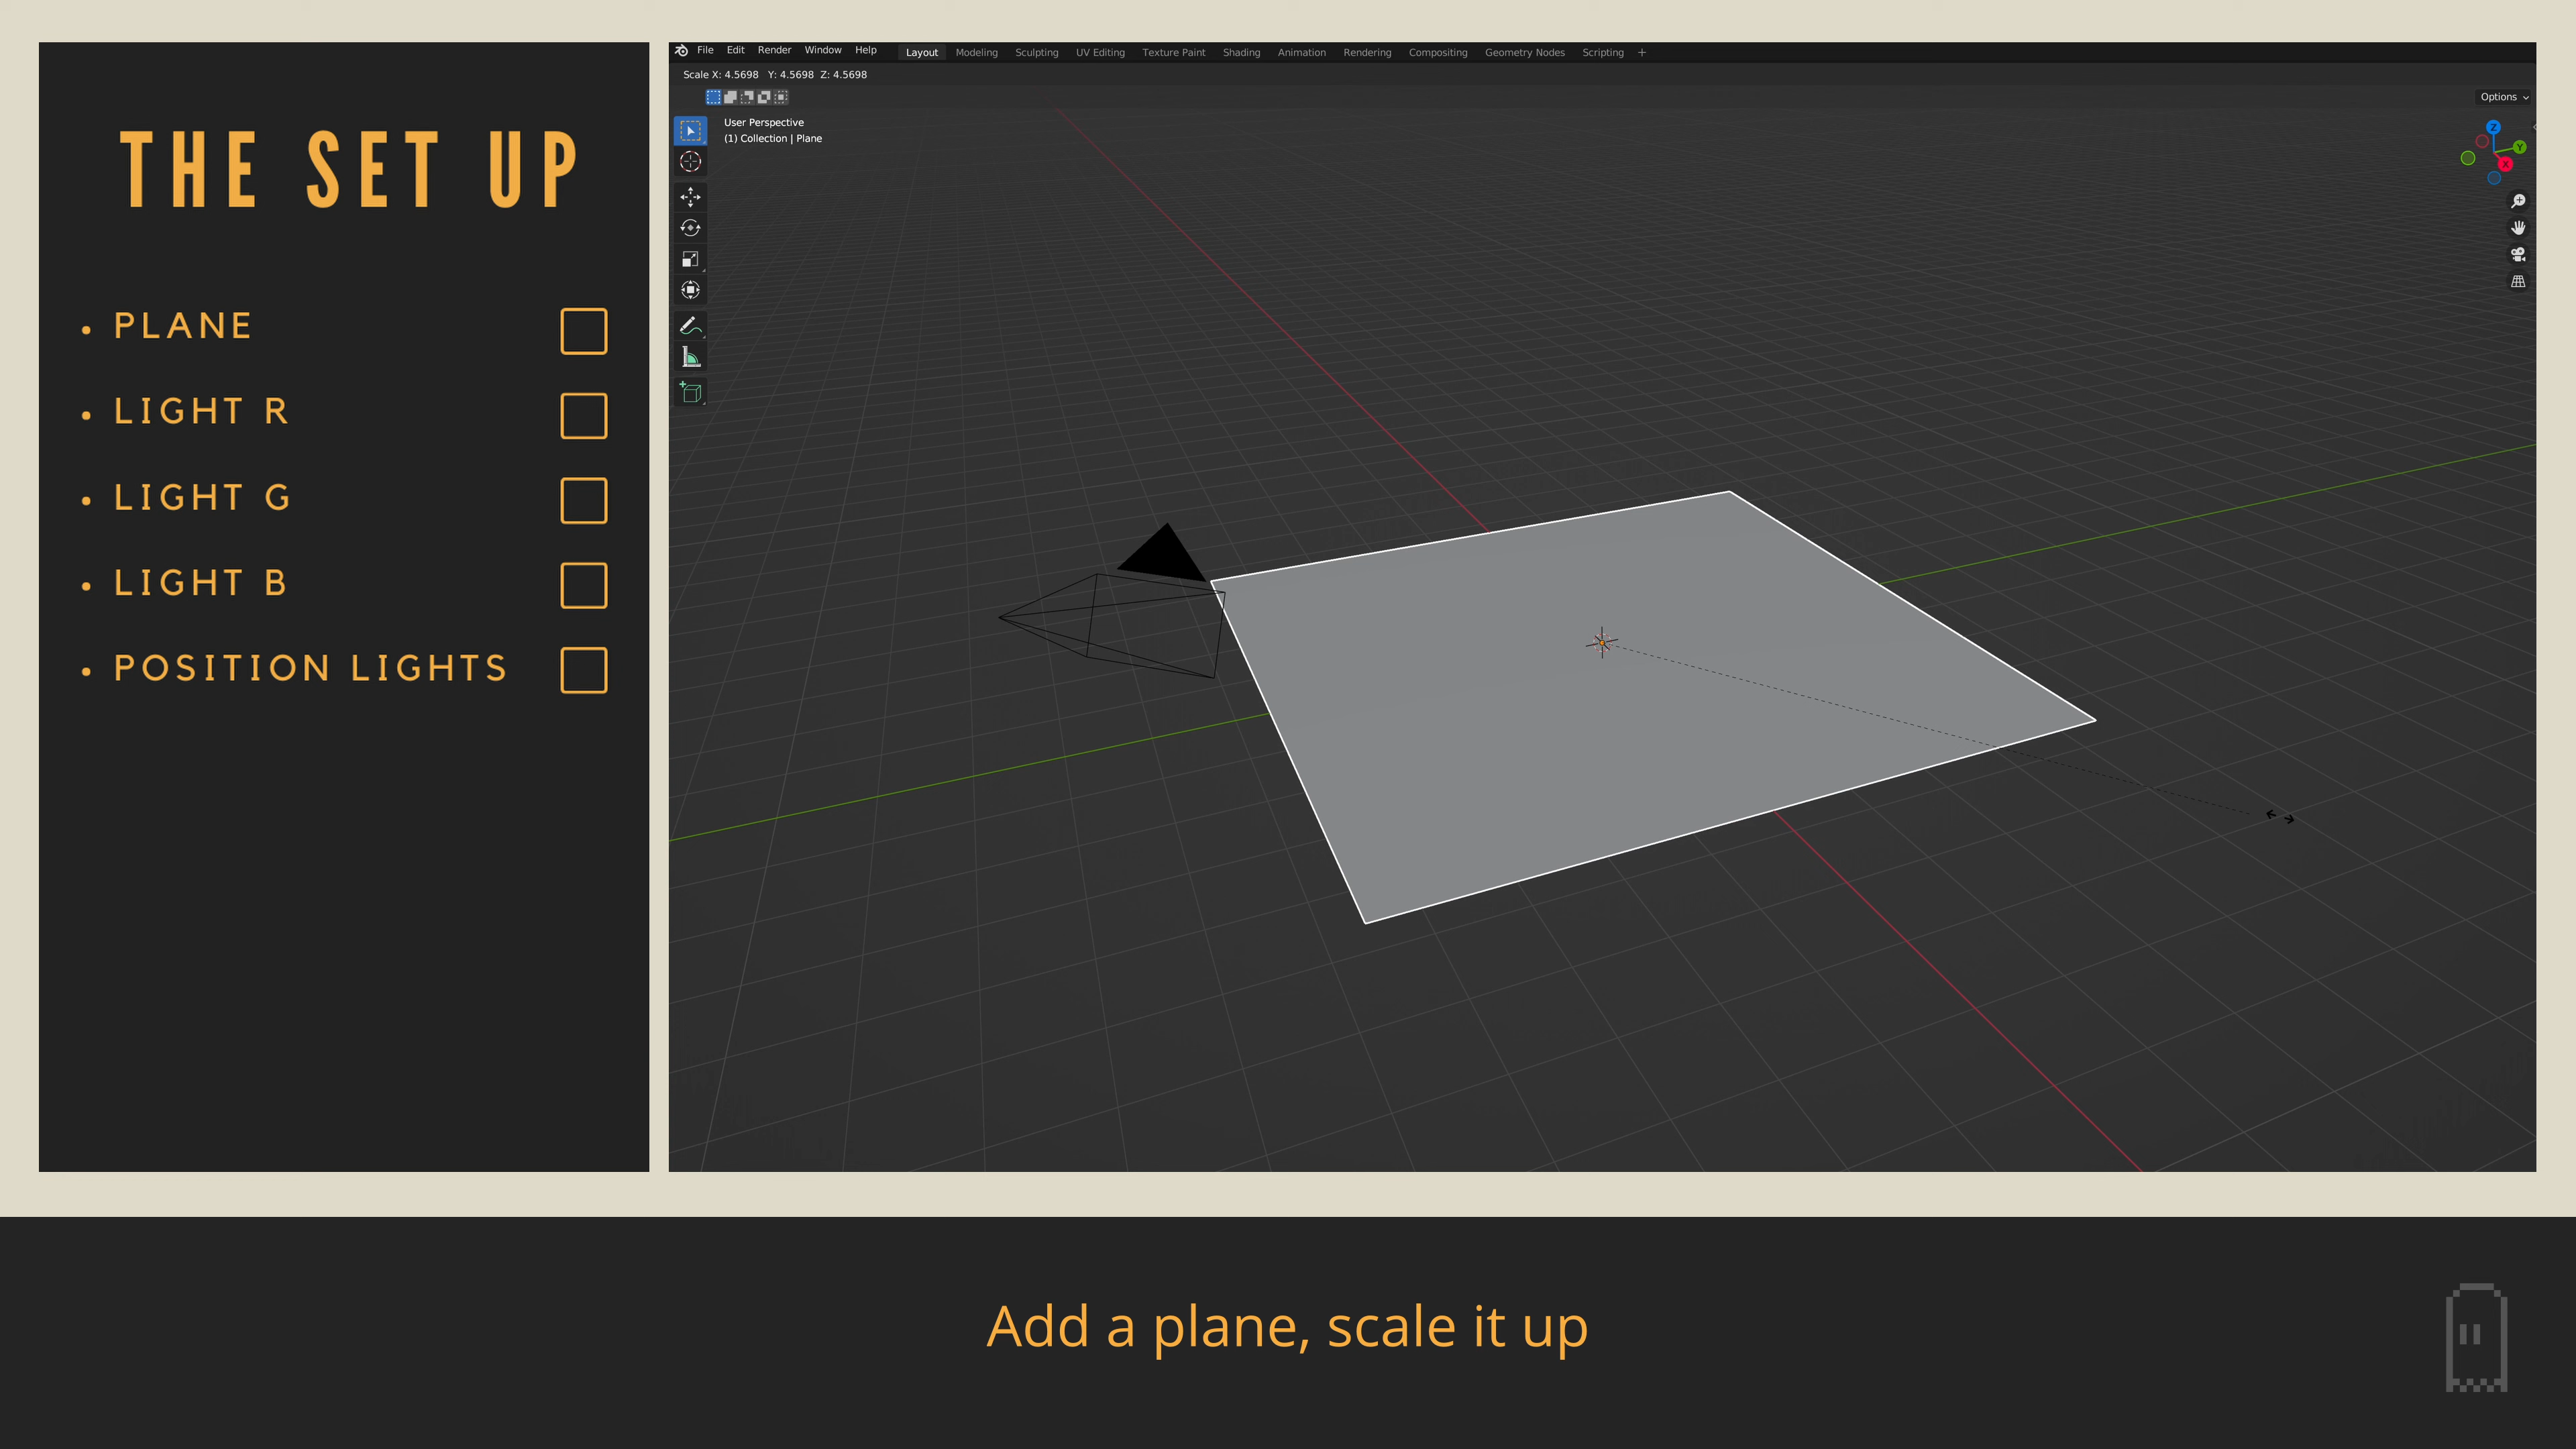 THE SET UP
• PLANE
• LIGHT R
• LIGHT G
• LIGHT B
• POSITION LIGHTS
File Edit Render Window Help Layout Modeling Sculpting UV Editing Texture Paint Shading Animation Rendering Compositing Geometry Nodes Scripting +
Scale X: 4.5698 Y: 4.5698 Z: 4.5698
Options
User Perspective
(1) Collection | Plane
Z
Y
X
Add a plane, scale it up